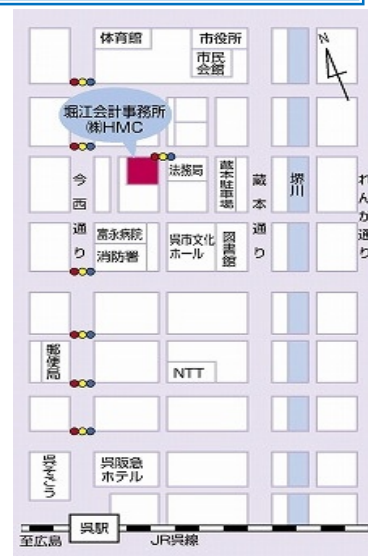 体育館
市役所
市民
会館
N
堀江会計事務所
㈱HMC
法務局
蔵本駐車場
今西通り
蔵本通り
堺川
れんが通り
富永病院
消防署
呉市文化
ホール
図書館
郵便局
NTT
呉そごう
呉阪急
ホテル
呉駅
至広島
JR呉線